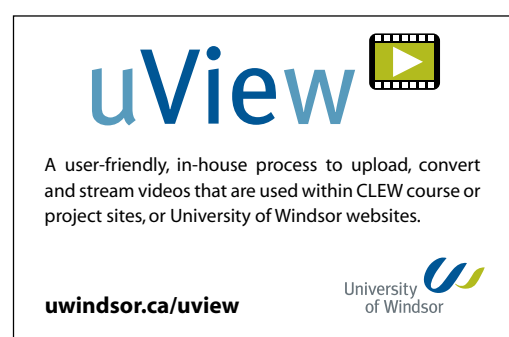 uView
A user-friendly, in-house process to upload, convert
and stream videos that are used within CLEW course or
project sites, or University of Windsor websites.
University
of Windsor
uwindsor.ca/uview